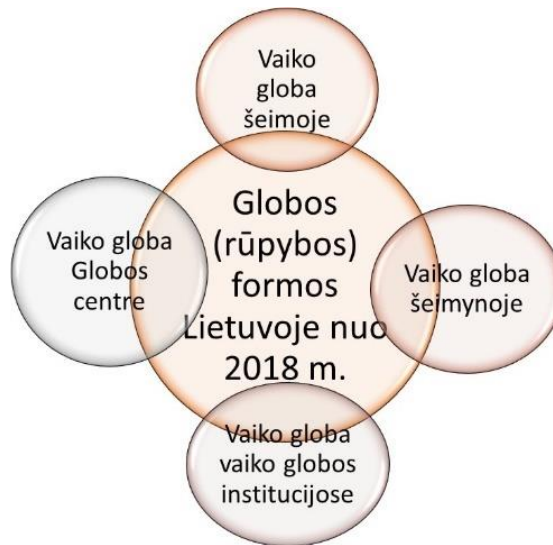 Vaiko
globa
šeimoje
Globos
(rūpybos)
formos
Lietuvoje nuo
2018 m.
Vaiko globa
Globos
centre
Vaiko globa
šeimynoje
Vaiko globa
vaiko globos
institucijose